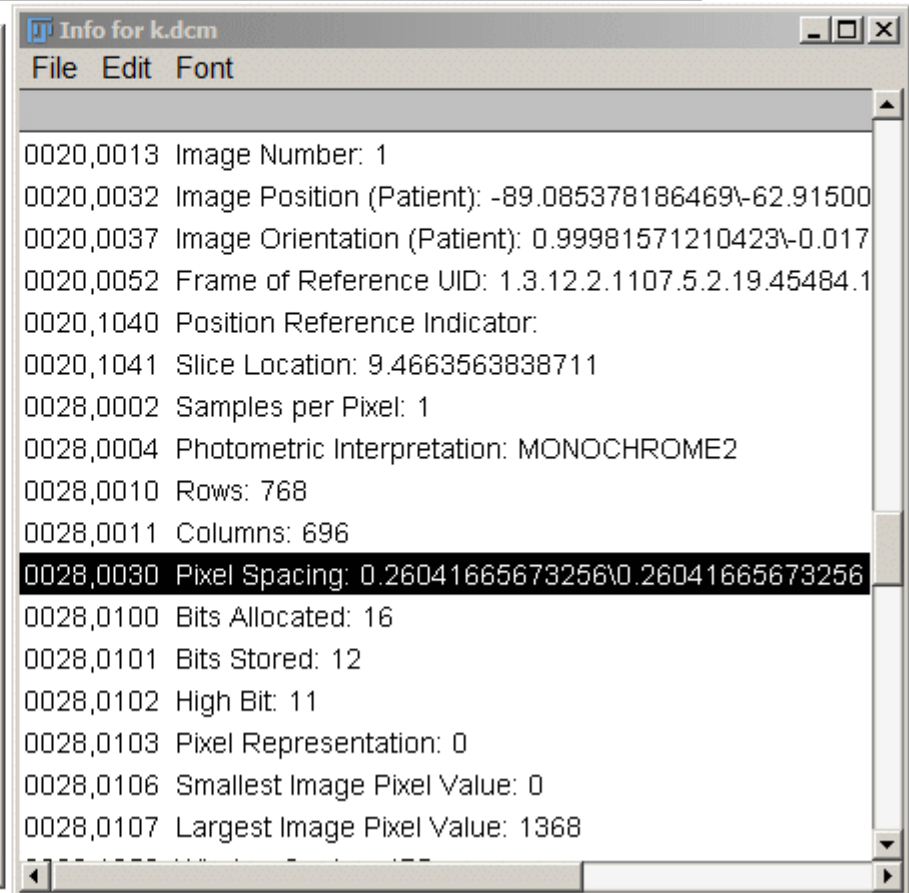 Info for k.dcm
File Edit Font
0020,0013 Image Number: 1
0020,0032 Image Position (Patient): -89.085378186469\-62.91500
0020,0037 Image Orientation (Patient): 0.99981571210423\-0.017
0020,0052 Frame of Reference UID: 1.3.12.2.1107.5.2.19.45484.1
0020,1040 Position Reference Indicator:
0020,1041 Slice Location: 9.4663563838711
0028,0002 Samples per Pixel: 1
0028,0004 Photometric Interpretation: MONOCHROME2
0028,0010 Rows: 768
0028,0011 Columns: 696
0028,0030 Pixel Spacing: 0.26041665673256\0.26041665673256
0028,0100 Bits Allocated: 16
0028,0101 Bits Stored: 12
0028,0102 High Bit: 11
0028,0103 Pixel Representation: 0
0028,0106 Smallest Image Pixel Value: 0
0028,0107 Largest Image Pixel Value: 1368